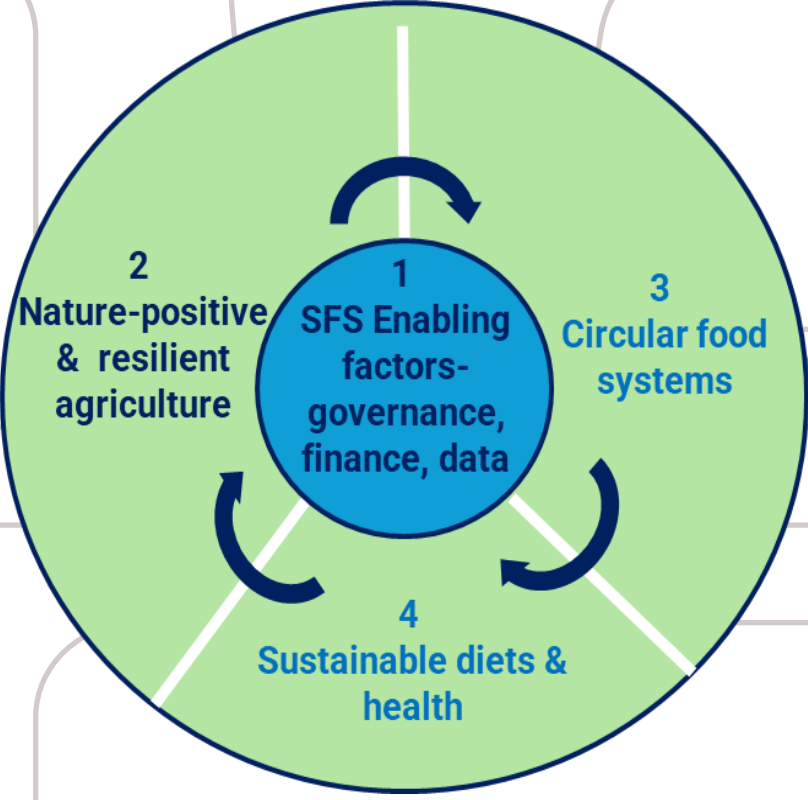 1
SFS Enabling
factors-
governance,
finance, data
2
Nature-positive
& resilient
agriculture
3
Circular food
systems
4
Sustainable diets &
health